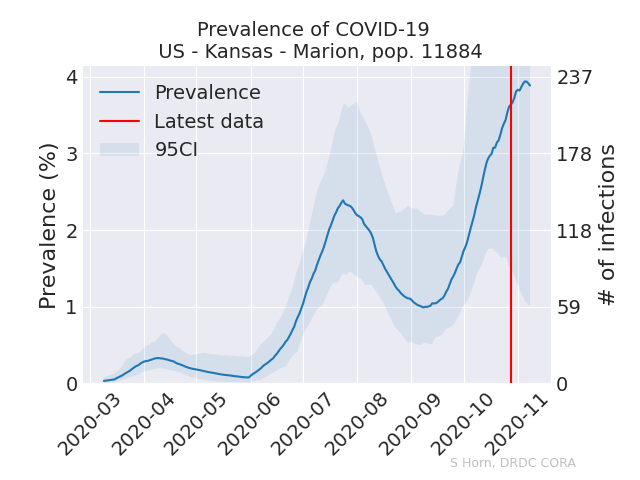 Prevalence of COVID-19
US - Kansas - Marion, pop. 11884
Prevalence
Latest data
95CI
Prevalence (%)
4
3
2
1
0
237
178
118
59
0
# of infections
2020-03
2020-04
2020-05
2020-06
2020-07
2020-08
2020-09
2020-10
2020-11
S Horn, DRDC CORA